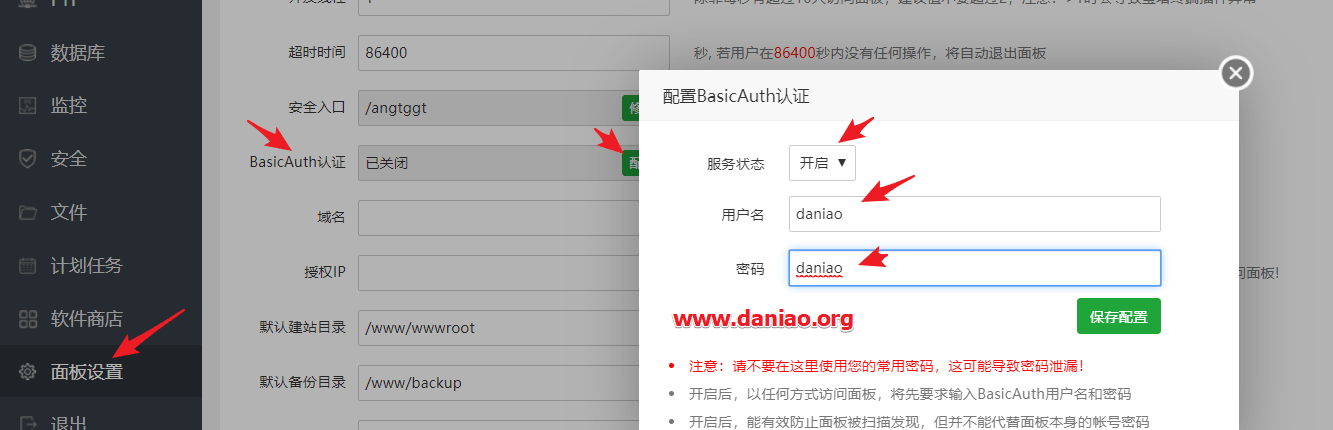 数据库
监控
安全
文件
计划任务
软件商店
面板设置
退出
超时时间
86400
秒, 若用户在86400秒内没有任何操作，将自动退出面板
安全入口
/angtggt
BasicAuth认证
已关闭
域名
授权IP
问面板!
默认建站目录
/www/wwwroot
默认备份目录
/www/backup
配置BasicAuth认证
服务状态
开启
用户名
daniao
密码
daniao
www.daniao.org
保存配置
注意：请不要在这里使用您的常用密码，这可能导致密码泄漏！
开启后，以任何方式访问面板，将先要求输入BasicAuth用户名和密码
开启后，能有效防止面板被扫描发现，但并不能代替面板本身的帐号密码